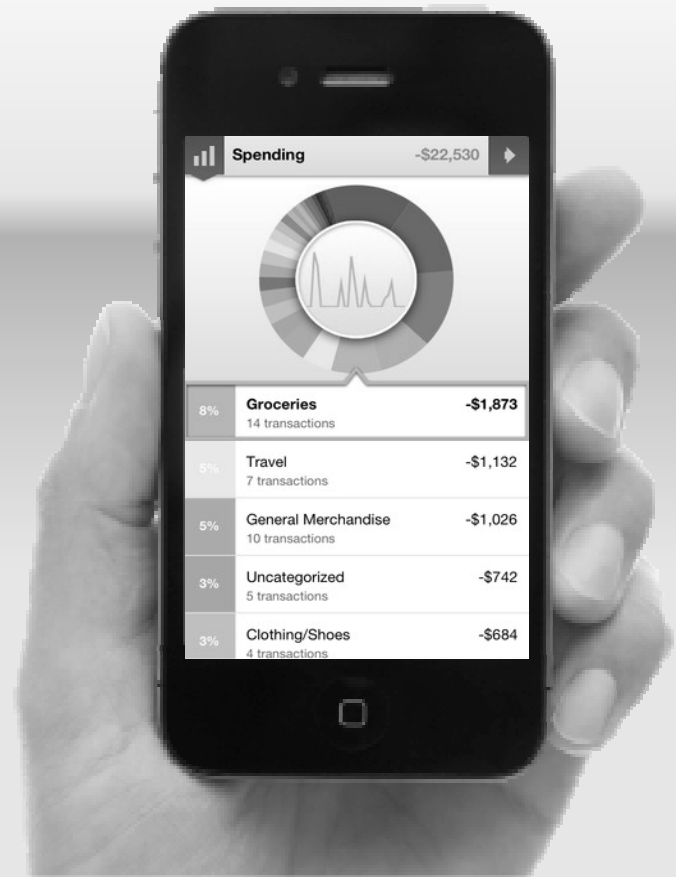 Spending -$22,530
8% Groceries -$1,873
14 transactions
5% Travel -$1,132
7 transactions
5% General Merchandise -$1,026
10 transactions
3% Uncategorized -$742
5 transactions
3% Clothing/Shoes -$684
4 transactions